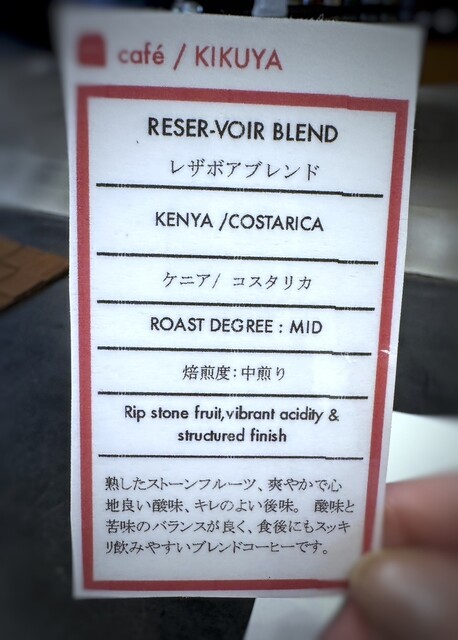 café / KIKUYA
RESER-VOIR BLEND
レザボアブレンド
KENYA /COSTARICA
ケニア/ コスタリカ
ROAST DEGREE : MID
焙煎度:中煎り
Rip stone fruit,vibrant acidity &
structured finish
熟したストーンフルーツ、爽やかで心
地良い酸味、キレのよい後味。 酸味と
苦味のバランスが良く、食後にもスッキ
リ飲みやすいブレンドコーヒーです。